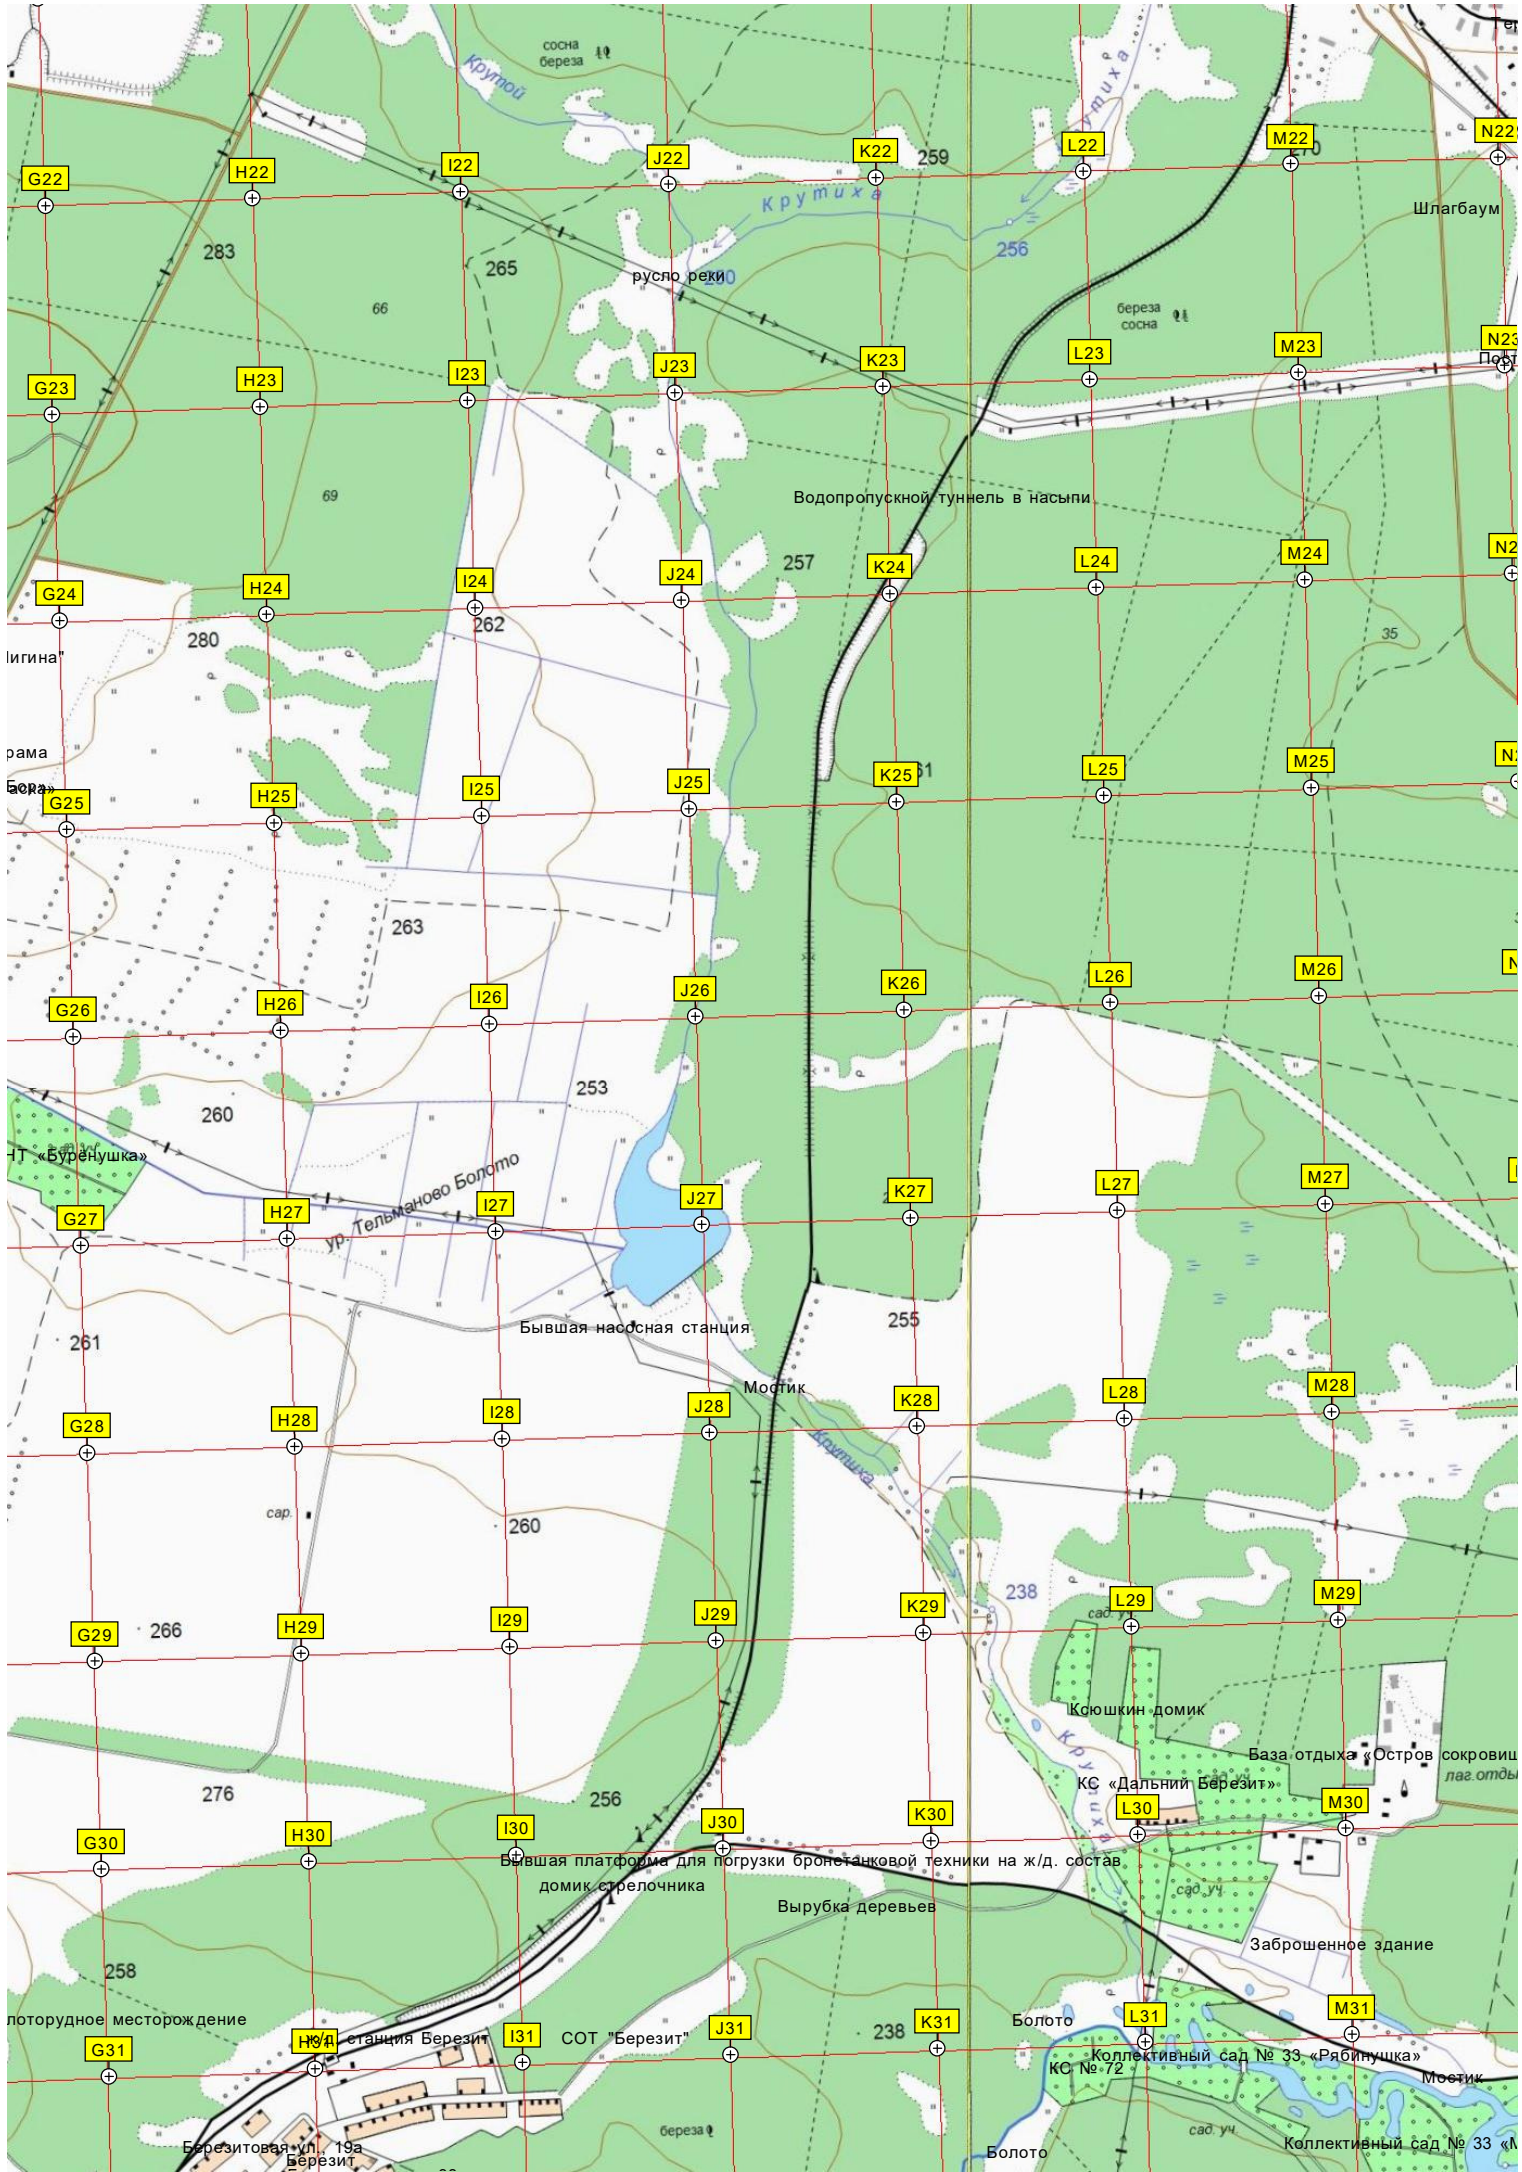 Тер
сосна
береза
Крутой
утиха
G22
H22
I22
J22
K22
259
L22
M22
N22
Крутиха
Шлагбаум
283
265
русло реки
256
66
береза
сосна
G23
H23
I23
J23
K23
L23
M23
N23
Пост
69
Водопропускной туннель в насыпи
257
G24
H24
I24
J24
K24
L24
M24
280
262
35
игина"
рама
G25
H25
I25
J25
K25
L25
M25
263
G26
H26
I26
J26
K26
L26
M26
253
260
НТ «Бурёнушка»
ур. Тельманово Болото
G27
H27
I27
J27
K27
L27
M27
255
261
Бывшая насосная станция
Мостик
G28
H28
I28
J28
K28
L28
M28
Крутиха
сар.
260
238
G29
H29
I29
J29
K29
L29
M29
266
сад. уч.
Ксюшкин домик
Крутиха
База отдыха «Остров сокровищ
лаг.отды
КС «Дальний Березит»
276
256
G30
H30
I30
J30
K30
L30
M30
Бывшая платформа для погрузки бронетанковой техники на ж/д. состав
домик стрелочника
сад. уч.
Вырубка деревьев
Заброшенное здание
258
лоторудное месторождение
G31
H31
ж/д. станция Березит
I31
СОТ "Березит"
J31
238
K31
Болото
L31
M31
Коллективный сад № 33 «Рябинушка»
КС № 72
Мостик
береза
сад. уч.
Березитовая ул., 19а
Березит
Болото
Коллективный сад № 33 «М